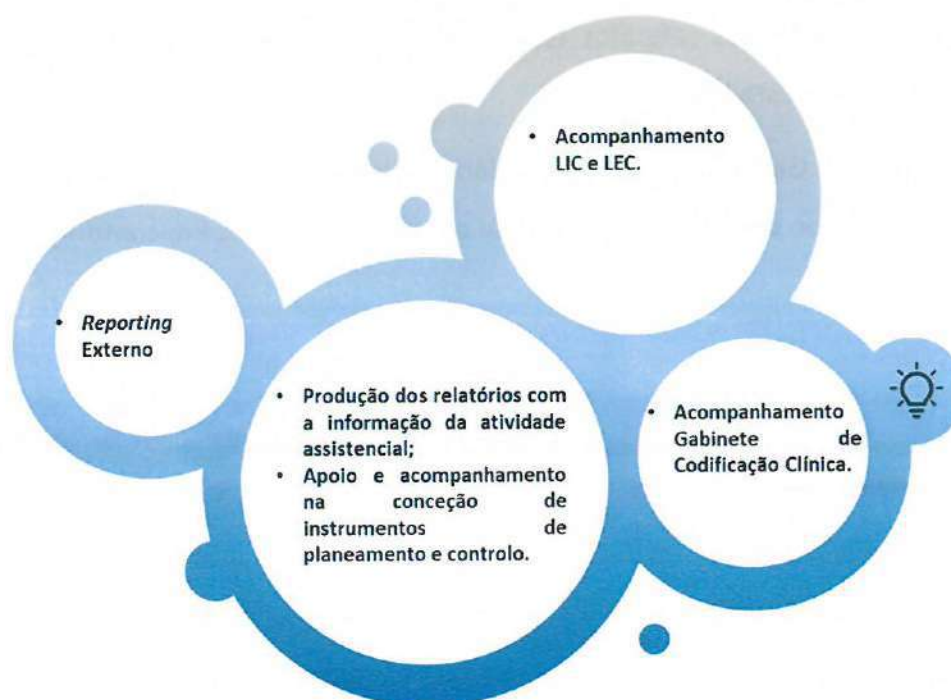 • Acompanhamento
LIC e LEC.
• Reporting
Externo
• Produção dos relatórios com
a informação da atividade
assistencial;
• Apoio e acompanhamento
na conceção de
instrumentos de
planeamento e controlo.
• Acompanhamento
Gabinete de
Codificação Clínica.